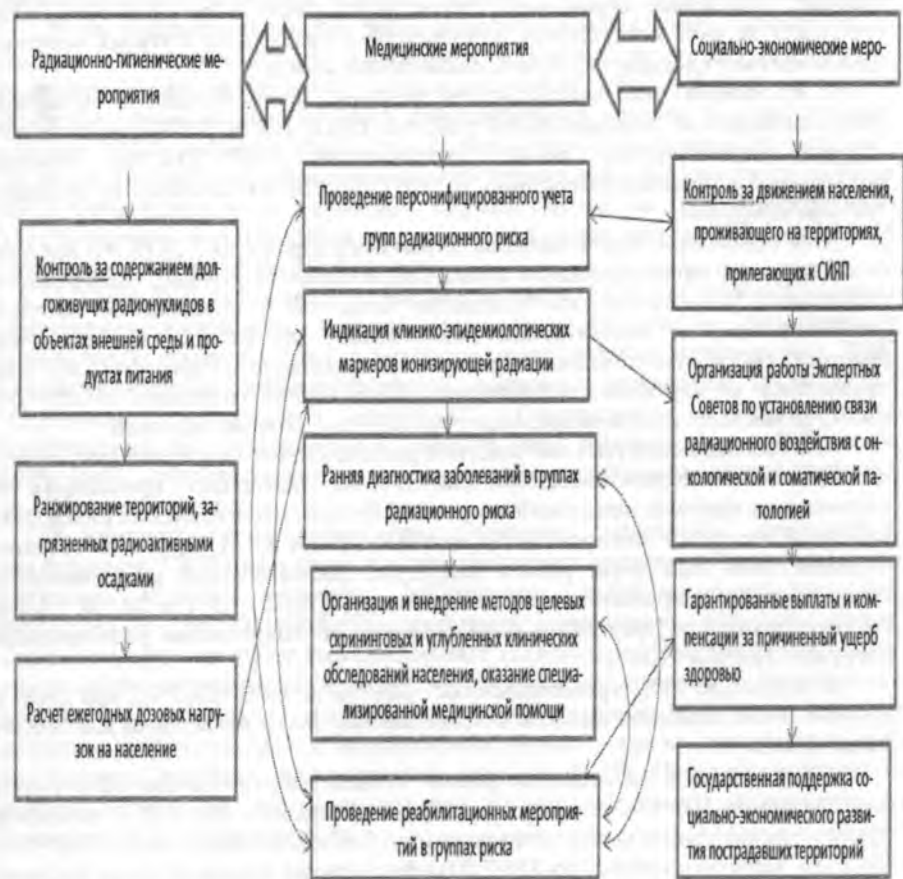 Радиационно-гигиенические ме-
роприятия
Медицинские мероприятия
Социально-экономические меро-
Контроль за содержанием дол-
гоживущих радионуклидов в
объектах внешней среды и про-
дуктах питания
Ранжирование территорий, за-
грязненных радиоактивными
осадками
Расчет ежегодных дозовых нагру-
зок на население
Проведение персонифицированного учета
групп радиационного риска
Индикация клинико-эпидемиологических
маркеров ионизирующей радиации
Ранняя диагностика заболеваний в группах
радиационного риска
Организация и внедрение методов целевых
скрининговых и углубленных клинических
обследований населения, оказание специа-
лизированной медицинской помощи
Проведение реабилитационных мероприя-
тий в группах риска
Контроль за движением населения,
проживающего на территориях,
прилегающих к СИЯП
Организация работы Экспертных
Советов по установлению связи
радиационного воздействия с он-
кологической и соматической па-
тологией
Гарантированные выплаты и ком-
пенсации за причиненный ущерб
здоровью
Государственная поддержка со-
циально-экономического разви-
тия пострадавших территорий